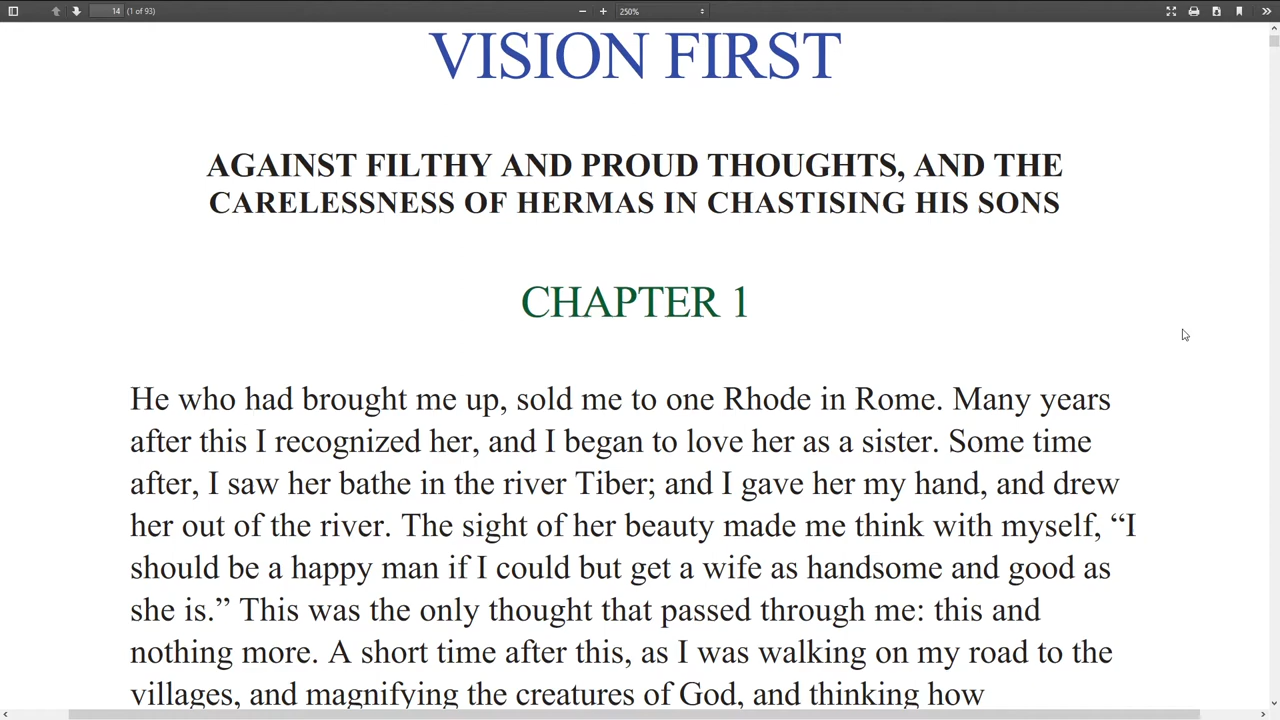 14 (1 of 93) 250%
VISION FIRST
AGAINST FILTHY AND PROUD THOUGHTS, AND THE
CARELESSNESS OF HERMAS IN CHASTISING HIS SONS
CHAPTER 1
He who had brought me up, sold me to one Rhode in Rome. Many years
after this I recognized her, and I began to love her as a sister. Some time
after, I saw her bathe in the river Tiber; and I gave her my hand, and drew
her out of the river. The sight of her beauty made me think with myself, “I
should be a happy man if I could but get a wife as handsome and good as
she is.” This was the only thought that passed through me: this and
nothing more. A short time after this, as I was walking on my road to the
villages, and magnifying the creatures of God, and thinking how